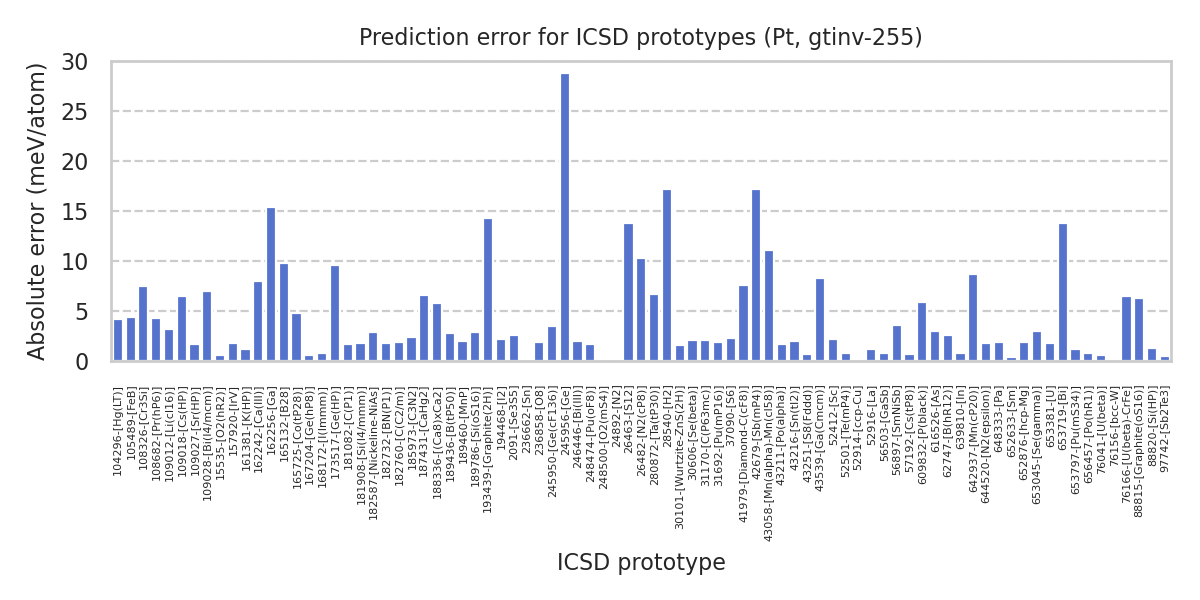 Prediction error for ICSD prototypes (Pt, gtinv-255)
Absolute error (meV/atom)
30
25
20
15
10
5
0
104296-[Hg(LT)]
105489-[FeB]
108326-[Cr3Si]
108682-[Pr(hP6)]
109012-[Li(cI16)]
109018-[Cs(HP)]
109027-[Sr(HP)]
109028-[Bi(I4/mcm)]
15535-[O2(hR2)]
157920-[IrV]
161381-[K(HP)]
162242-[Ca(III)]
162256-[Ga]
165132-[B28]
165725-[Co(tP28)]
167204-[Ge(hP8)]
168172-[I(Immm)]
173517-[Ge(HP)]
181082-[C(P1)]
181908-[Si(I4/mmm)]
182587-[Nickeline-NiAs]
182732-[BN(P1)]
182760-[C(C2/m)]
185973-[C3N2]
187431-[CaHg2]
188336-[(Ca8)xCa2]
189436-[B(tP50)]
189460-[MnP]
189786-[Si(oS16)]
193439-[Graphite(2H)]
194468-[I2]
2091-[Se3S5]
236662-[Sn]
236858-[O8]
245950-[Ge(cF136)]
245956-[Ge]
246446-[Bi(III)]
248474-[Pu(oF8)]
248500-[O2(mS4)]
24892-[N2]
26463-[S12]
26482-[N2(cP8)]
280872-[Ta(tP30)]
28540-[H2]
30101-[Wurtzite-ZnS(2H)]
30606-[Se(beta)]
31170-[C(P63mc)]
31692-[Pu(mP16)]
37090-[S6]
41979-[Diamond-C(cF8)]
42679-[Sb(mP4)]
43058-[Mn(alpha)-Mn(cI58)]
43211-[Po(alpha)]
43216-[Sn(tI2)]
43251-[S8(Fddd)]
43539-[Ga(Cmcm)]
52412-[Sc]
52501-[Te(mP4)]
52914-[ccp-Cu]
52916-[La]
56503-[GaSb]
56897-[SmNiSb]
57192-[Cs(tP8)]
609832-[P(black)]
616526-[As]
62747-[B(hR12)]
639810-[In]
642937-[Mn(cP20)]
644520-[N2(epsilon)]
648333-[Pa]
652633-[Sm]
652876-[hcp-Mg]
653045-[Se(gamma)]
653381-[U]
653719-[Bi]
653797-[Pu(mS34)]
656457-[Po(hR1)]
76041-[U(beta)]
76156-[bcc-W]
76166-[U(beta)-CrFe]
88815-[Graphite(oS16)]
88820-[Si(HP)]
97742-[Sb2Te3]
ICSD prototype